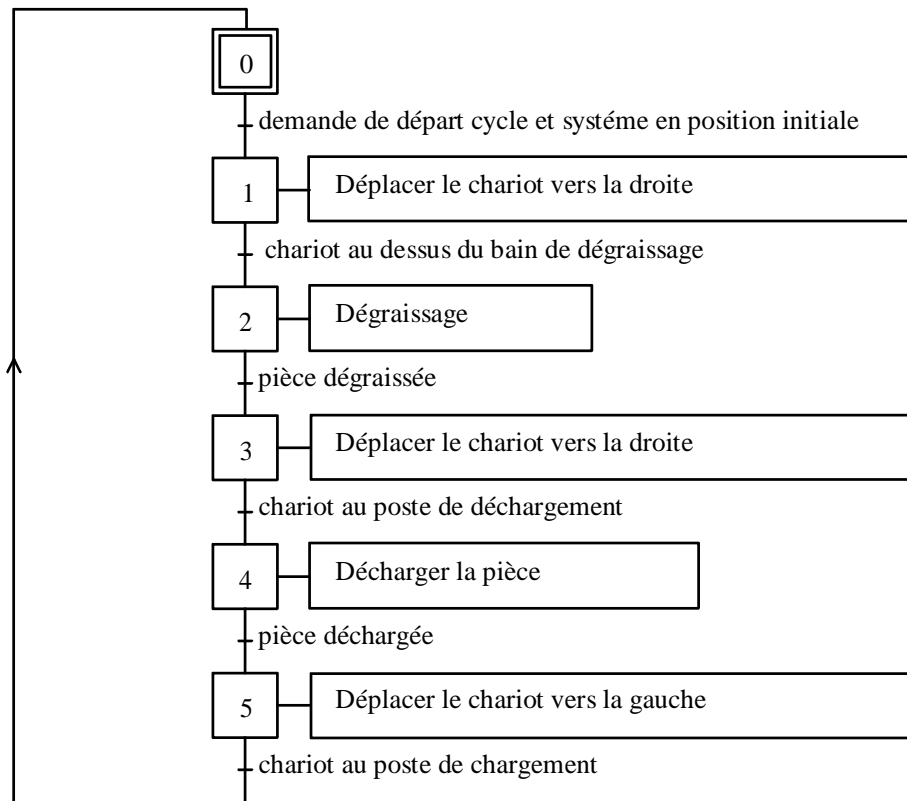 0
demande de départ cycle et systéme en position initiale
1
Déplacer le chariot vers la droite
chariot au dessus du bain de dégraissage
2
Dégraissage
pièce dégraissée
3
Déplacer le chariot vers la droite
chariot au poste de déchargement
4
Décharger la pièce
pièce déchargée
5
Déplacer le chariot vers la gauche
chariot au poste de chargement